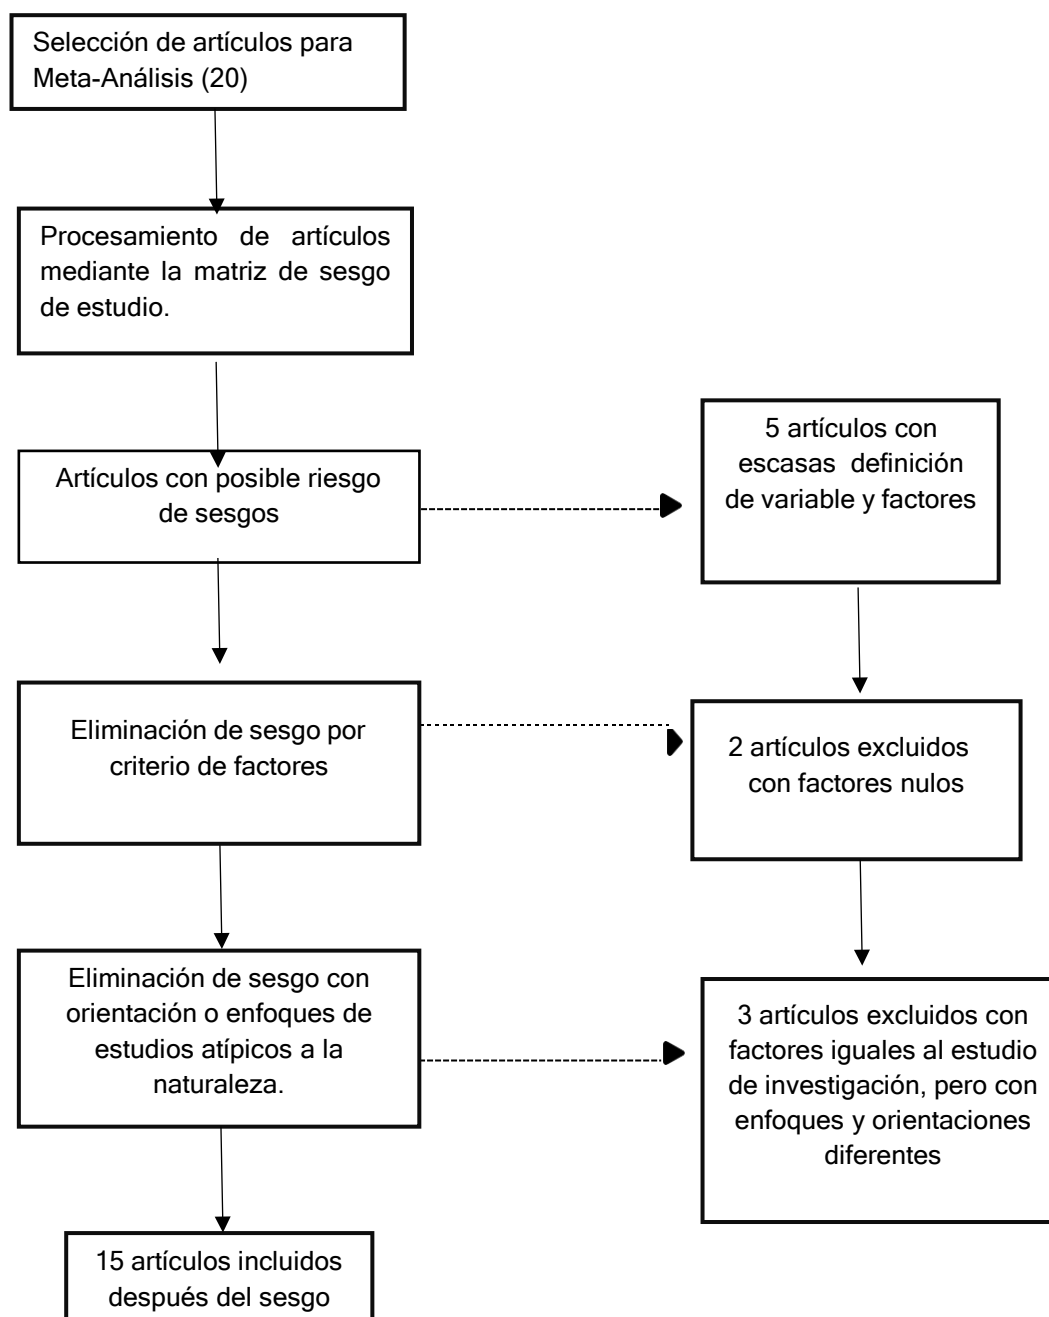 Selección de artículos para
Meta-Análisis (20)
Procesamiento de artículos
mediante la matriz de sesgo
de estudio.
Artículos con posible riesgo
de sesgos
5 artículos con
escasas definición
de variable y factores
Eliminación de sesgo por
criterio de factores
2 artículos excluidos
con factores nulos
Eliminación de sesgo con
orientación o enfoques de
estudios atípicos a la
naturaleza.
3 artículos excluidos con
factores iguales al estudio
de investigación, pero con
enfoques y orientaciones
diferentes
15 artículos incluidos
después del sesgo